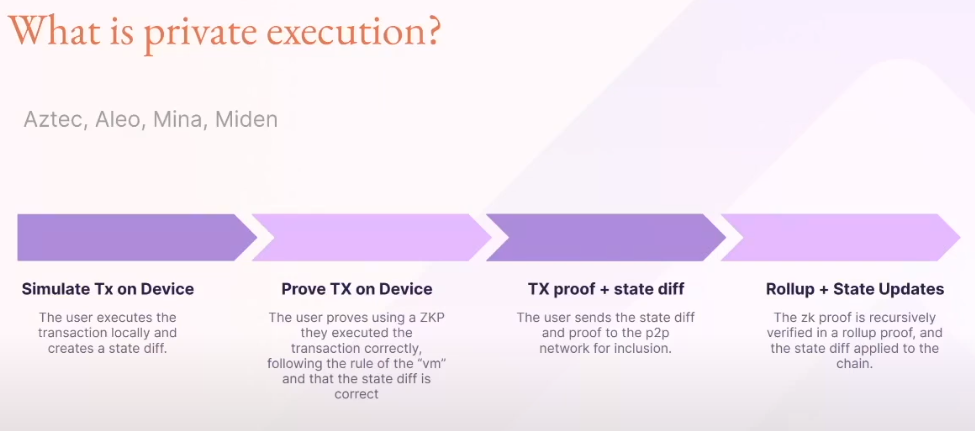 What is private execution?
Aztec, Aleo, Mina, Miden
Simulate Tx on Device
The user executes the
transaction locally and
creates a state diff.
Prove TX on Device
The user proves using a ZKP
they executed the
transaction correctly,
following the rule of the “vm”
and that the state diff is
correct
TX proof + state diff
The user sends the state diff
and proof to the p2p
network for inclusion.
Rollup + State Updates
The zk proof is recursively
verified in a rollup proof, and
the state diff applied to the
chain.